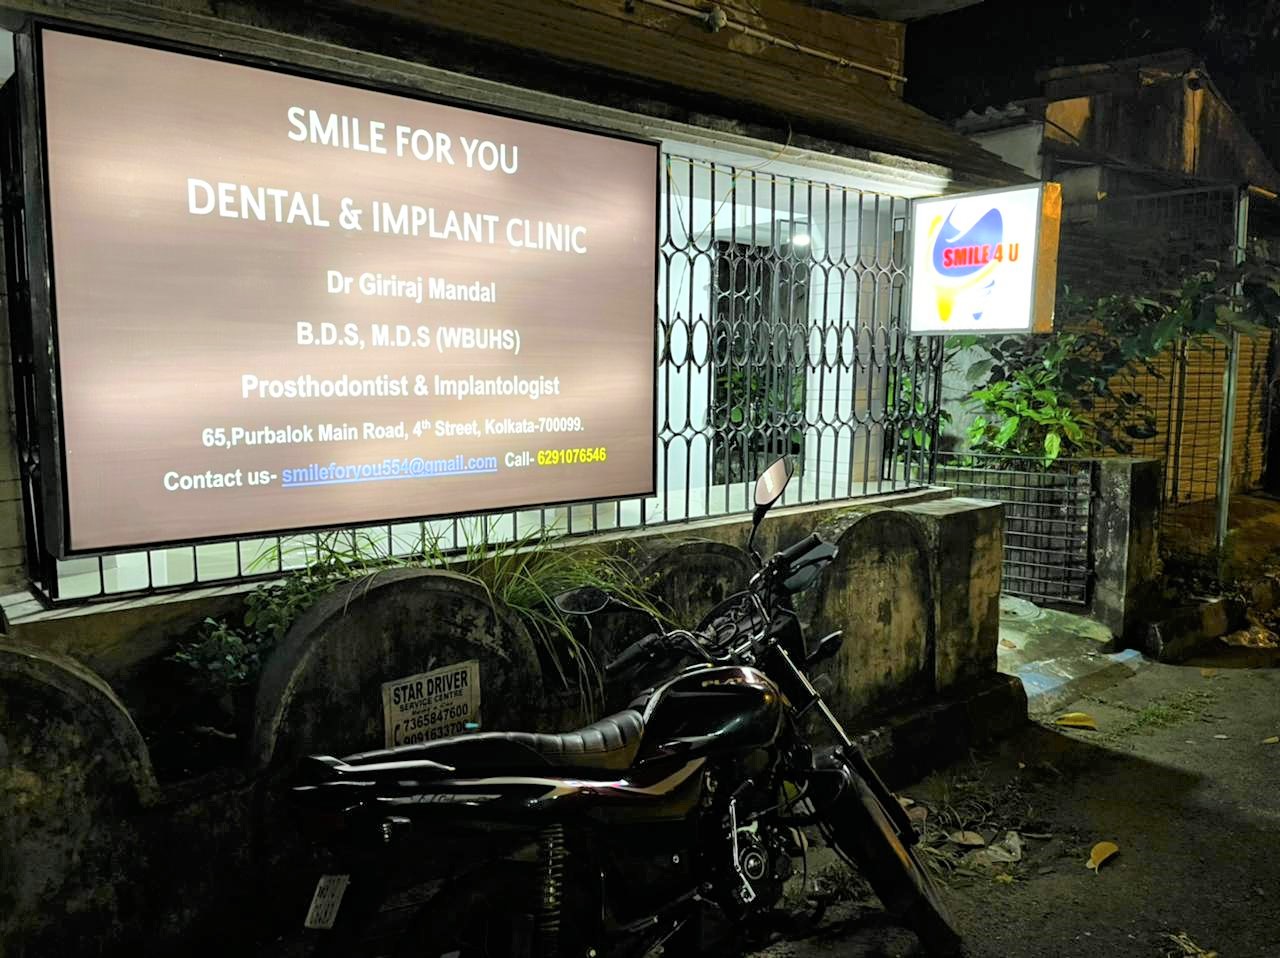 SMILE FOR YOU
DENTAL & IMPLANT CLINIC
Dr Giriraj Mandal
B.D.S, M.D.S (WBUHS)
Prosthodontist & Implantologist
65,Purbalok Main Road, 4th Street, Kolkata-700099.
Contact us- smileforyou554@gmail.com Call- 6291076546
SMILE 4 U
STAR DRIVER
SERVICE CENTRE
7365847600